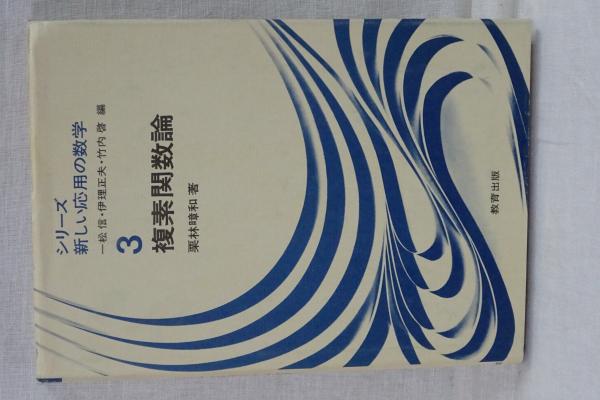 シリーズ
新しい応用の数学
一松 信・伊理正夫・竹内 啓 編
3
複素関数論
栗林暲和 著
教育出版